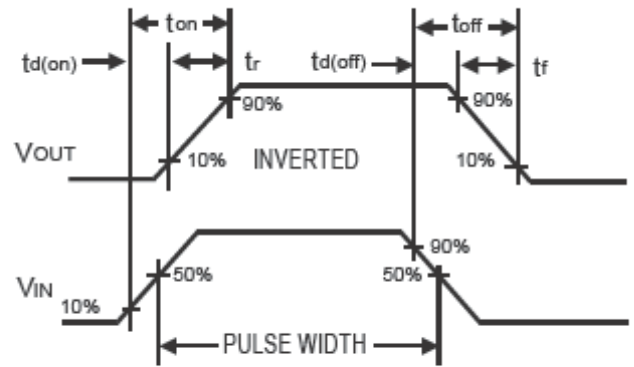 ton toff
td(on) tr td(off) tf
90% 90%
VOUT 10% INVERTED 10%
90%
VIN 50% 50%
10%
PULSE WIDTH